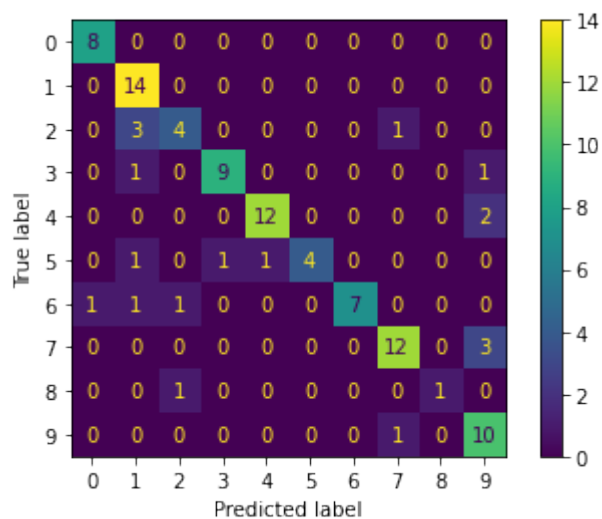 0 8 0 0 0 0 0 0 0 0 0
1 0 14 0 0 0 0 0 0 0 0
2 0 3 4 0 0 0 0 1 0 0
3 0 1 0 9 0 0 0 0 0 1
4 0 0 0 0 12 0 0 0 0 2
5 0 1 0 1 1 4 0 0 0 0
6 1 1 1 0 0 0 7 0 0 0
7 0 0 0 0 0 0 0 12 0 3
8 0 0 1 0 0 0 0 0 1 0
9 0 0 0 0 0 0 0 1 0 10
0 1 2 3 4 5 6 7 8 9
Predicted label
True label
14
12
10
8
6
4
2
0